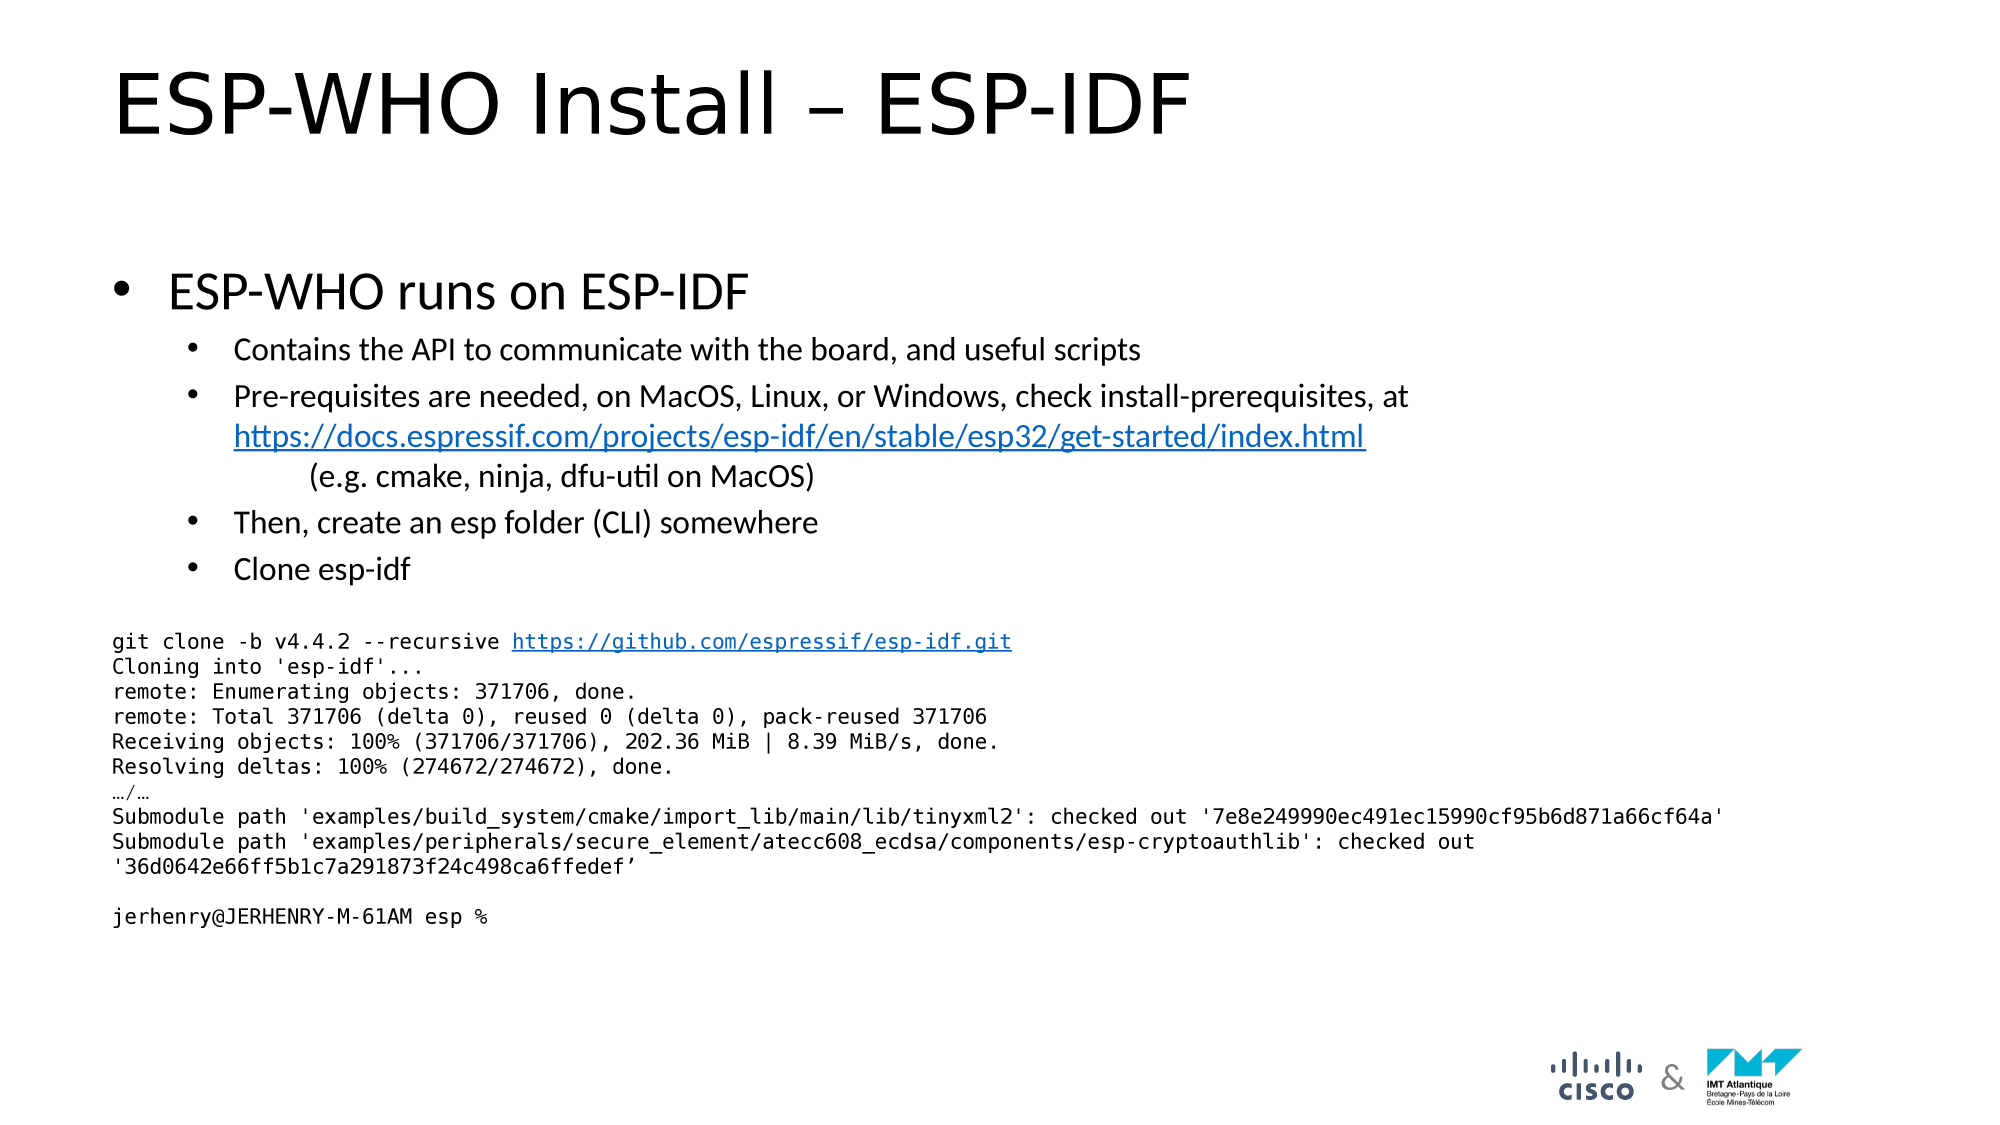 ESP-WHO Install – ESP-IDF
• ESP-WHO runs on ESP-IDF
• Contains the API to communicate with the board, and useful scripts
• Pre-requisites are needed, on MacOS, Linux, or Windows, check install-prerequisites, at
https://docs.espressif.com/projects/esp-idf/en/stable/esp32/get-started/index.html
(e.g. cmake, ninja, dfu-util on MacOS)
• Then, create an esp folder (CLI) somewhere
• Clone esp-idf
git clone -b v4.4.2 --recursive https://github.com/espressif/esp-idf.git
Cloning into 'esp-idf'...
remote: Enumerating objects: 371706, done.
remote: Total 371706 (delta 0), reused 0 (delta 0), pack-reused 371706
Receiving objects: 100% (371706/371706), 202.36 MiB | 8.39 MiB/s, done.
Resolving deltas: 100% (274672/274672), done.
…/…
Submodule path 'examples/build_system/cmake/import_lib/main/lib/tinyxml2': checked out '7e8e249990ec491ec15990cf95b6d871a66cf64a'
Submodule path 'examples/peripherals/secure_element/atecc608_ecdsa/components/esp-cryptoauthlib': checked out
'36d0642e66ff5b1c7a291873f24c498ca6ffedef’
jerhenry@JERHENRY-M-61AM esp %
CISCO & IMT Atlantique
Bretagne-Pays de la Loire
École Mines-Télécom